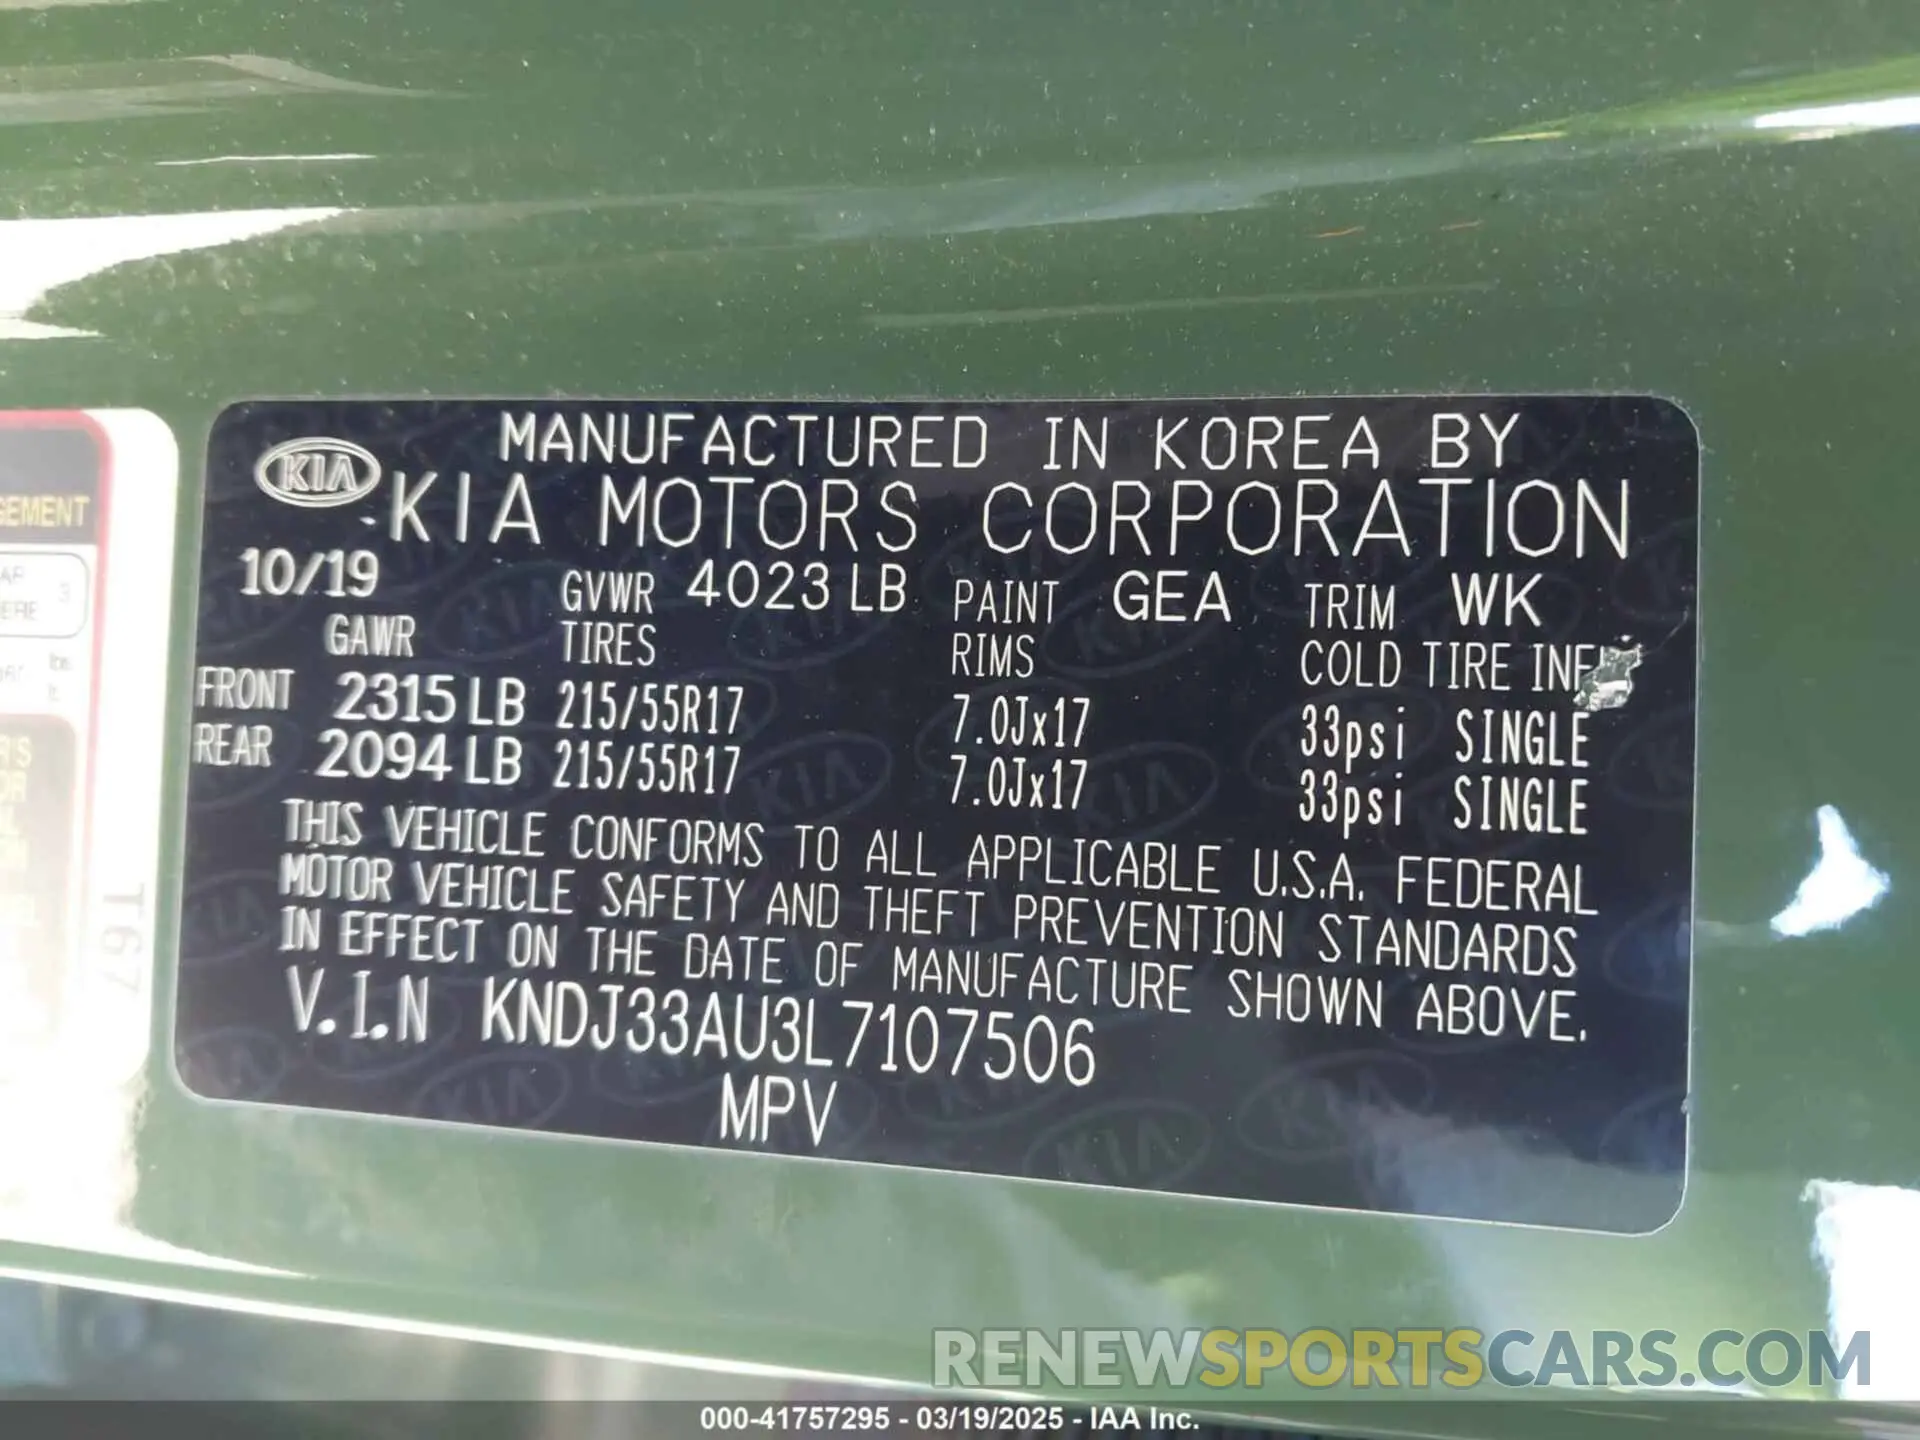 MANUFACTURED IN KOREA BY
KIA KIA MOTORS CORPORATION
10/19 GVWR 4023 LB PAINT GEA TRIM WK
GAWR TIRES RIMS COLD TIRE INF
FRONT 2315 LB 215/55R17 7.0Jx17 33psi SINGLE
REAR 2094 LB 215/55R17 7.0Jx17 33psi SINGLE
THIS VEHICLE CONFORMS TO ALL APPLICABLE U.S.A. FEDERAL
MOTOR VEHICLE SAFETY AND THEFT PREVENTION STANDARDS
IN EFFECT ON THE DATE OF MANUFACTURE SHOWN ABOVE.
V.I.N KNDJ33AU3L7107506
MPV
GEMENT
T67
RENEWSPORTSCARS.COM
000-41757295 - 03/19/2025 - IAA Inc.